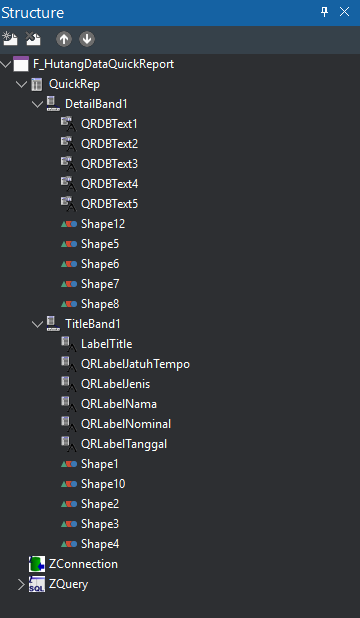 Structure
F_HutangDataQuickReport
QuickRep
DetailBand1
QRDBText1
QRDBText2
QRDBText3
QRDBText4
QRDBText5
Shape12
Shape5
Shape6
Shape7
Shape8
TitleBand1
LabelTitle
QRLabelJatuhTempo
QRLabelJenis
QRLabelNama
QRLabelNominal
QRLabelTanggal
Shape1
Shape10
Shape2
Shape3
Shape4
ZConnection
SQL ZQuery